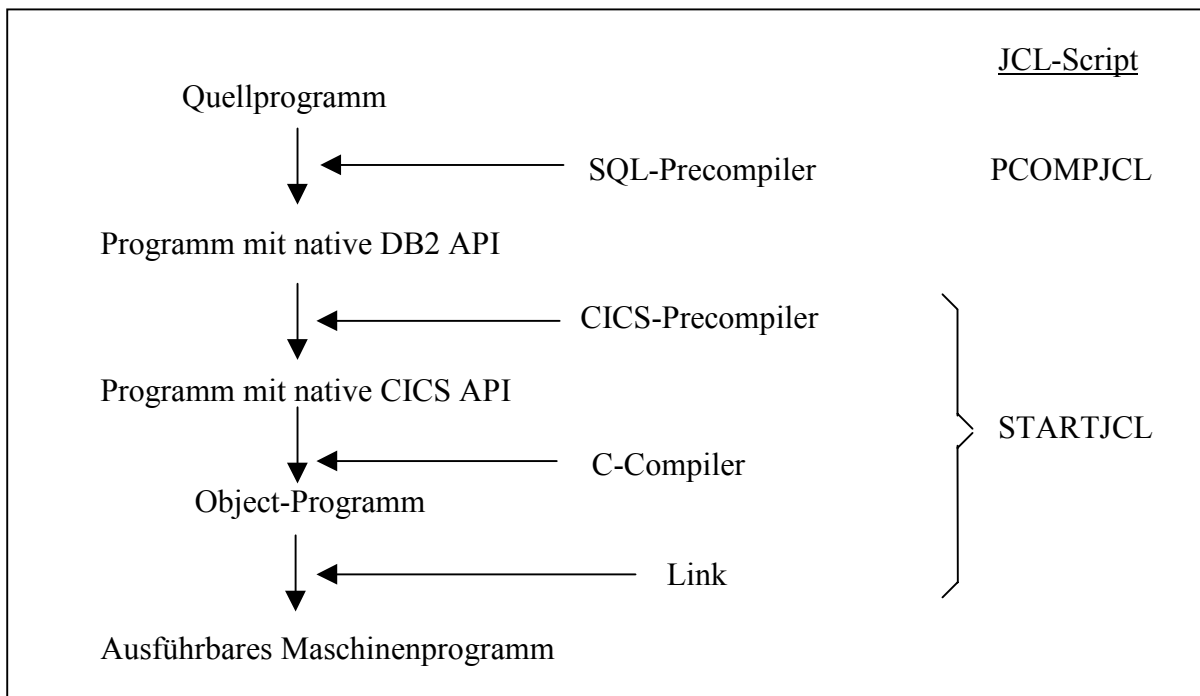 JCL-Script
Quellprogramm
SQL-Precompiler
PCOMPJCL
Programm mit native DB2 API
CICS-Precompiler
Programm mit native CICS API
STARTJCL
C-Compiler
Object-Programm
Link
Ausführbares Maschinenprogramm